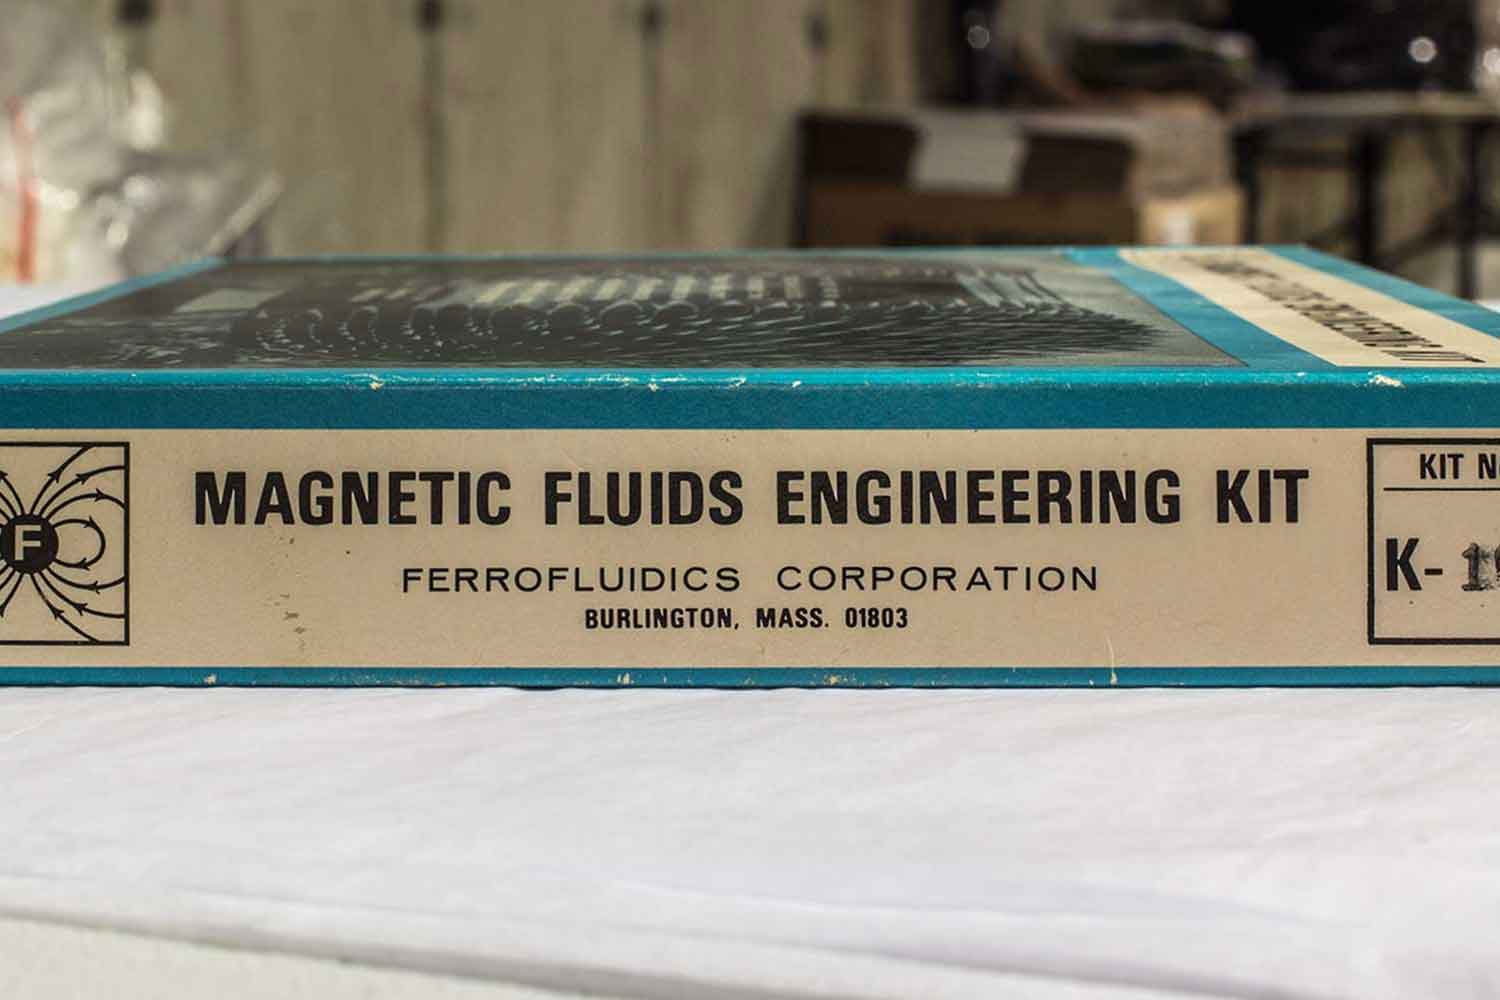 F
MAGNETIC FLUIDS ENGINEERING KIT
FERROFLUIDICS CORPORATION
BURLINGTON, MASS. 01803
KIT
K-